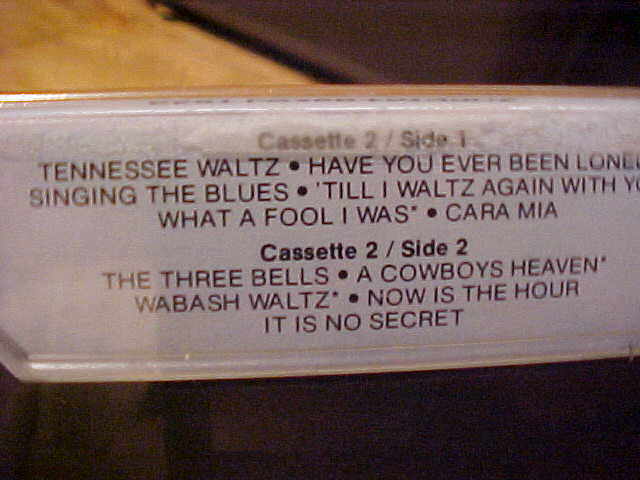 Cassette 2 / Side 1
TENNESSEE WALTZ • HAVE YOU EVER BEEN LONEL
SINGING THE BLUES • 'TILL I WALTZ AGAIN WITH YO
WHAT A FOOL I WAS* • CARA MIA
Cassette 2 / Side 2
THE THREE BELLS • A COWBOYS HEAVEN*
WABASH WALTZ* • NOW IS THE HOUR
IT IS NO SECRET